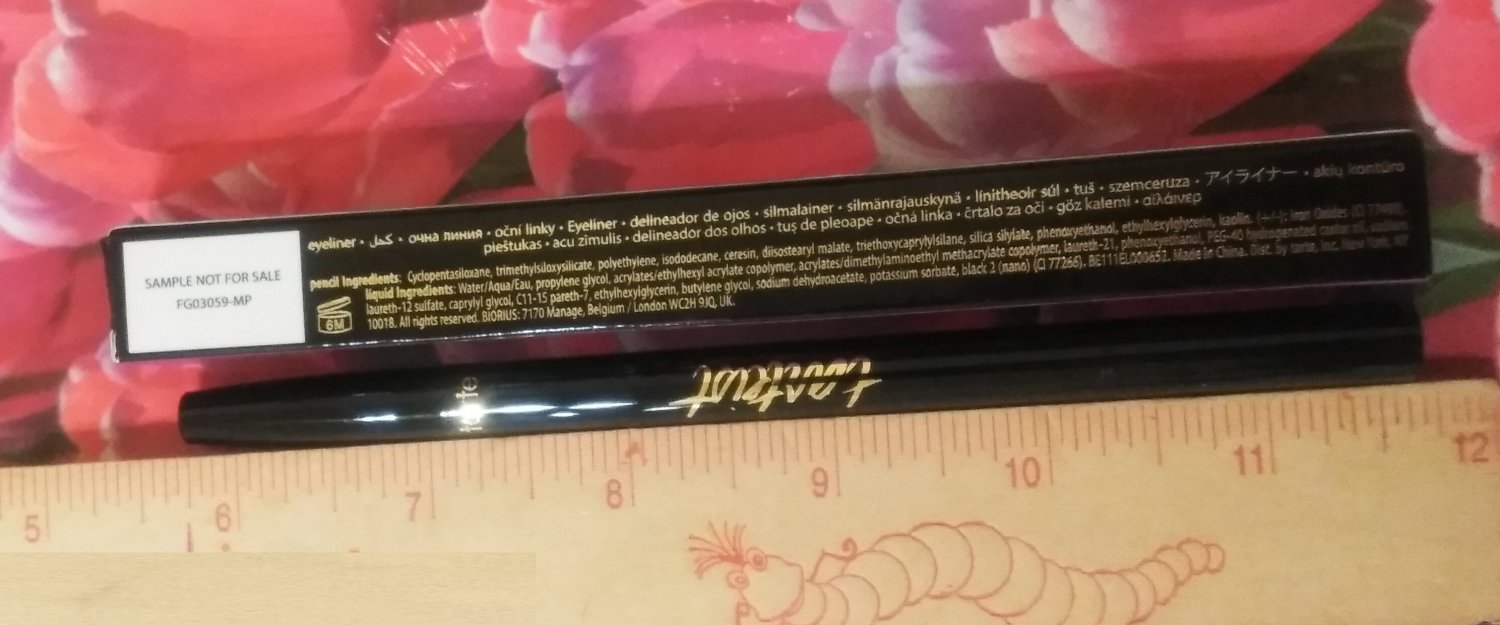 SAMPLE NOT FOR SALE
FG03059-MP
eyeliner • كحل • очна линия • oční linky • Eyeliner • delineador de ojos • silmalainer • silmänrajauskynä • línitheoir súl • tuš • szemceruza • アイライナー • akių kontūro
pieštukas • acu zīmulis • delineador dos olhos • tuș de pleoape • očná linka • črtalo za oči • göz kalemi • αϊλάινερ
pencil Ingredients: Cyclopentasiloxane, trimethylsiloxysilicate, polyethylene, isododecane, ceresin, diisostearyl malate, triethoxycaprylylsilane, silica silylate, phenoxyethanol, ethylhexylglycerin, kaolin, (+/-): Iron Oxides (CI 77499).
liquid Ingredients: Water/Aqua/Eau, propylene glycol, acrylates/ethylhexyl acrylate copolymer, acrylates/dimethylaminoethyl methacrylate copolymer, laureth-21, phenoxyethanol, PEG-40 hydrogenated castor oil,
laureth-12 sulfate, caprylyl glycol, C11-15 pareth-7, ethylhexylglycerin, butylene glycol, sodium dehydroacetate, potassium sorbate, black 2 (nano) (CI 77266). BE111EL000652. Made in China. Dist. by tarte, inc. New York, NY
10018. All rights reserved. BIORIUS: 7170 Manage, Belgium / London WC2H 9JQ, UK.
6M
tarte
tarteist
5 6 7 8 9 10 11 12